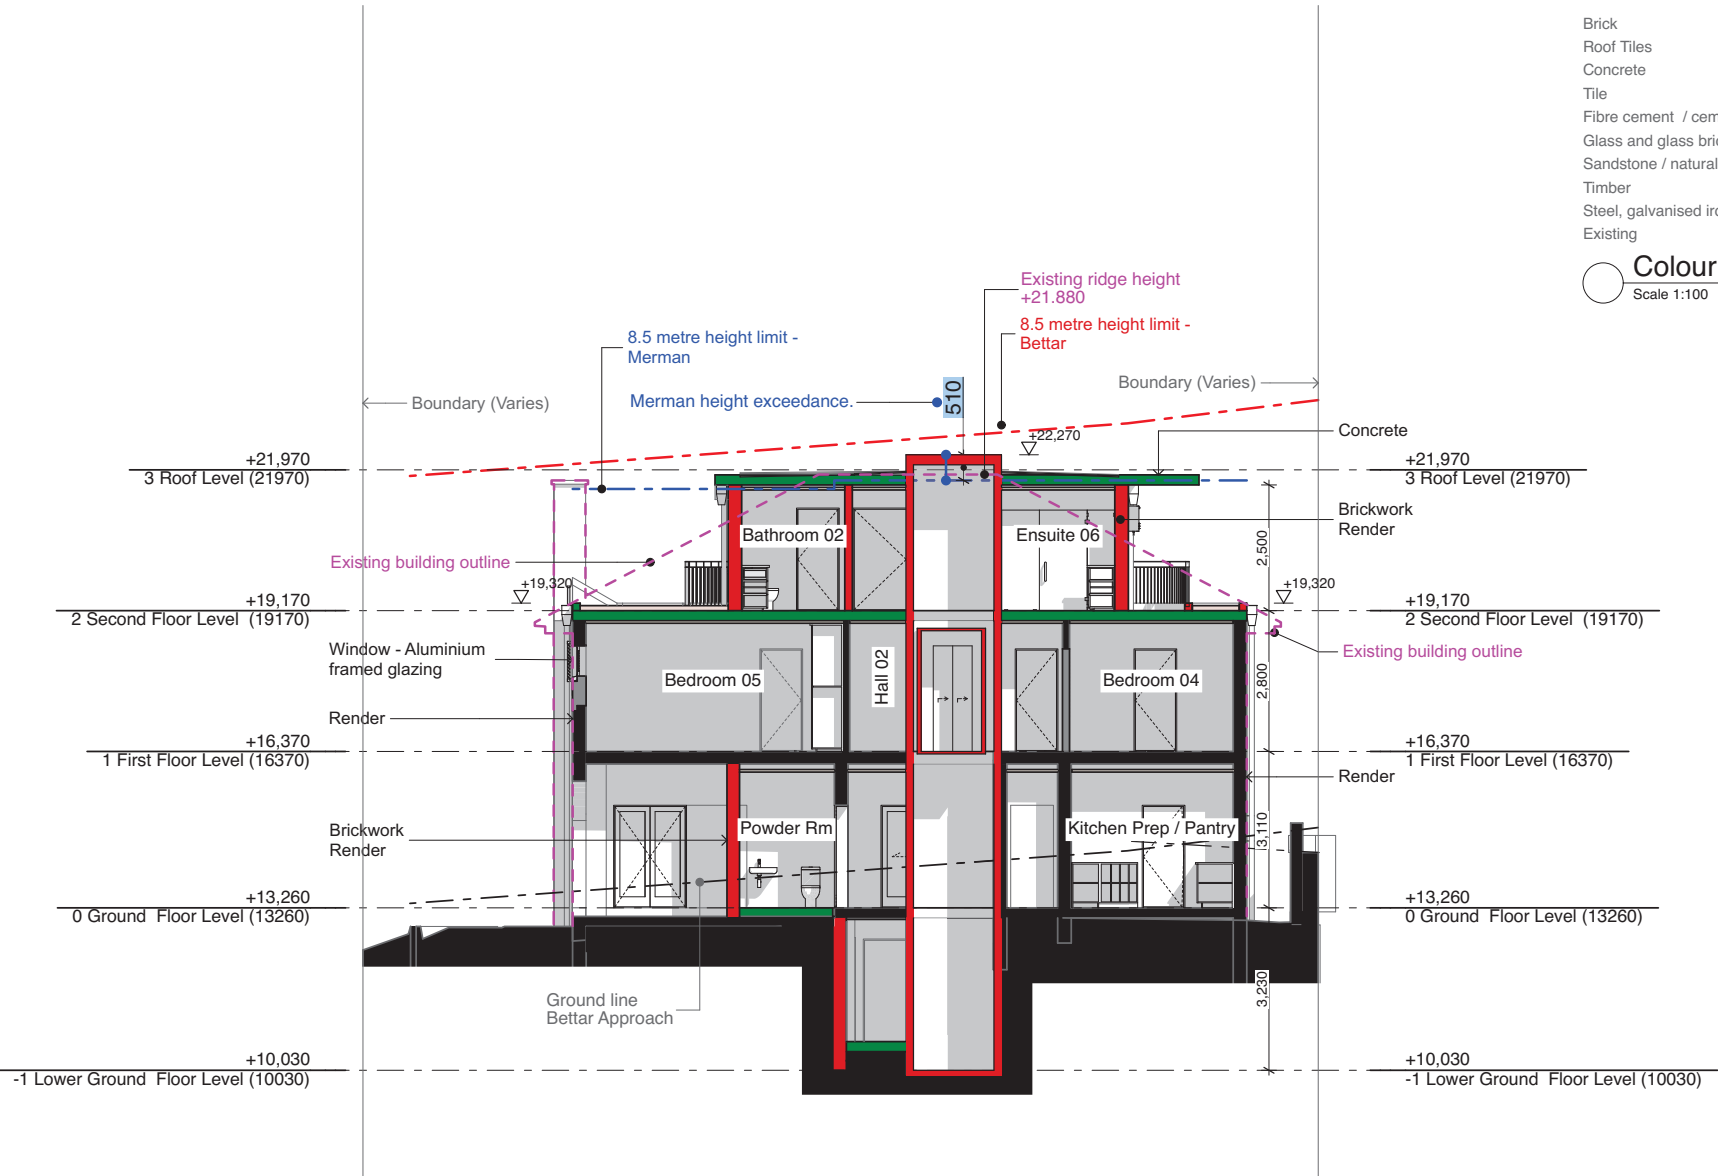 Brick
Roof Tiles
Concrete
Tile
Fibre cement / cem
Glass and glass bri
Sandstone / natural
Timber
Steel, galvanised ir
Existing
Colour
Scale 1:100
Existing ridge height
+21.880
8.5 metre height limit -
Bettar
8.5 metre height limit -
Merman
Merman height exceedance.
510
Boundary (Varies)
Boundary (Varies)
+22,270
Concrete
+21,970
3 Roof Level (21970)
+21,970
3 Roof Level (21970)
Brickwork
Render
Bathroom 02
Ensuite 06
2,500
Existing building outline
+19,320
+19,320
+19,170
2 Second Floor Level (19170)
+19,170
2 Second Floor Level (19170)
Window - Aluminium
framed glazing
Existing building outline
Bedroom 05
Hall 02
Bedroom 04
2,800
Render
+16,370
1 First Floor Level (16370)
+16,370
1 First Floor Level (16370)
Render
Brickwork
Render
Powder Rm
Kitchen Prep / Pantry
3,110
+13,260
0 Ground Floor Level (13260)
+13,260
0 Ground Floor Level (13260)
Ground line
Bettar Approach
3,230
+10,030
-1 Lower Ground Floor Level (10030)
+10,030
-1 Lower Ground Floor Level (10030)